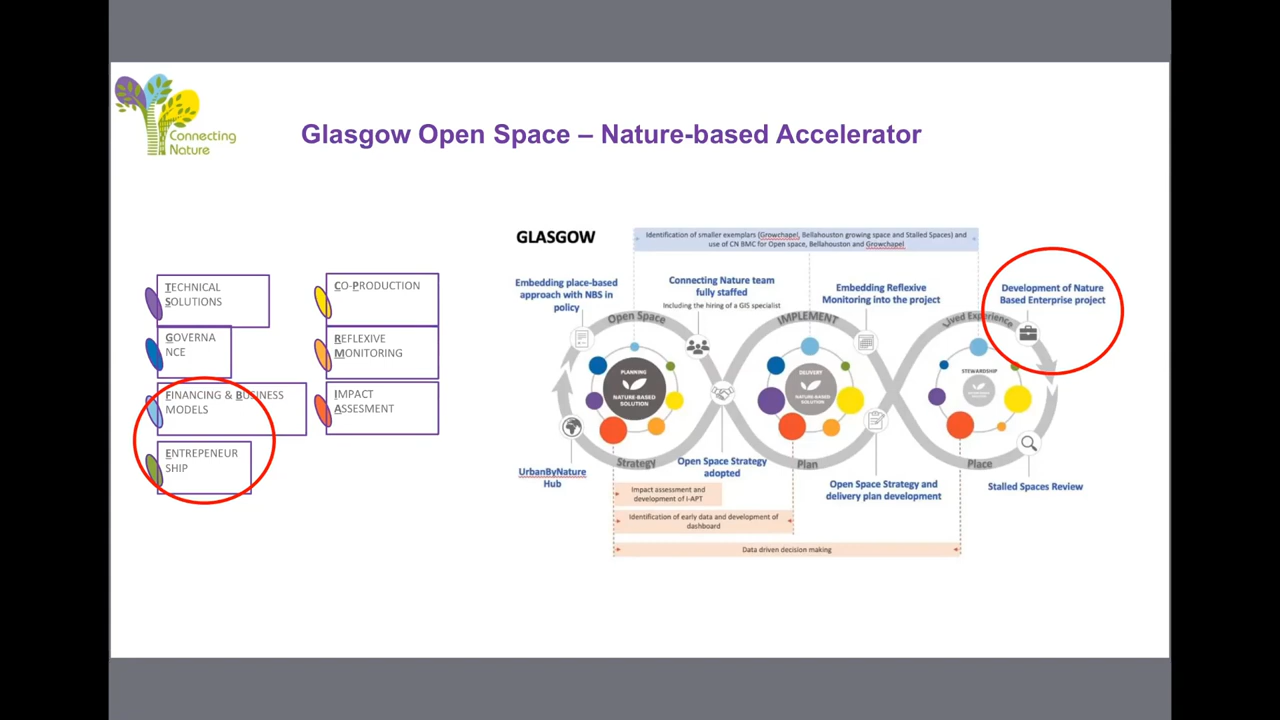 Connecting
Nature
Glasgow Open Space – Nature-based Accelerator
TECHNICAL
SOLUTIONS
GOVERNA
NCE
FINANCING & BUSINESS
MODELS
ENTREPENEUR
SHIP
CO-PRODUCTION
REFLEXIVE
MONITORING
IMPACT
ASSESMENT
GLASGOW
Identification of smaller exemplars (Growchapel, Bellahouston growing space and Stalled Spaces) and
use of CN BMC for Open space, Bellahouston and Growchapel
Embedding place-based
approach with NBS in
policy
Connecting Nature team
fully staffed
Including the hiring of a GIS specialist
Embedding Reflexive
Monitoring into the project
Development of Nature
Based Enterprise project
Open Space
IMPLEMENT
Lived Experience
PLANNING
NATURE-BASED
SOLUTION
DELIVERY
NATURE-BASED
SOLUTION
STEWARDSHIP
Strategy
Plan
Place
UrbanByNature
Hub
Open Space Strategy
adopted
Open Space Strategy and
delivery plan development
Stalled Spaces Review
Impact assessment and
development of I-APT
Identification of early data and development of
dashboard
Data driven decision making